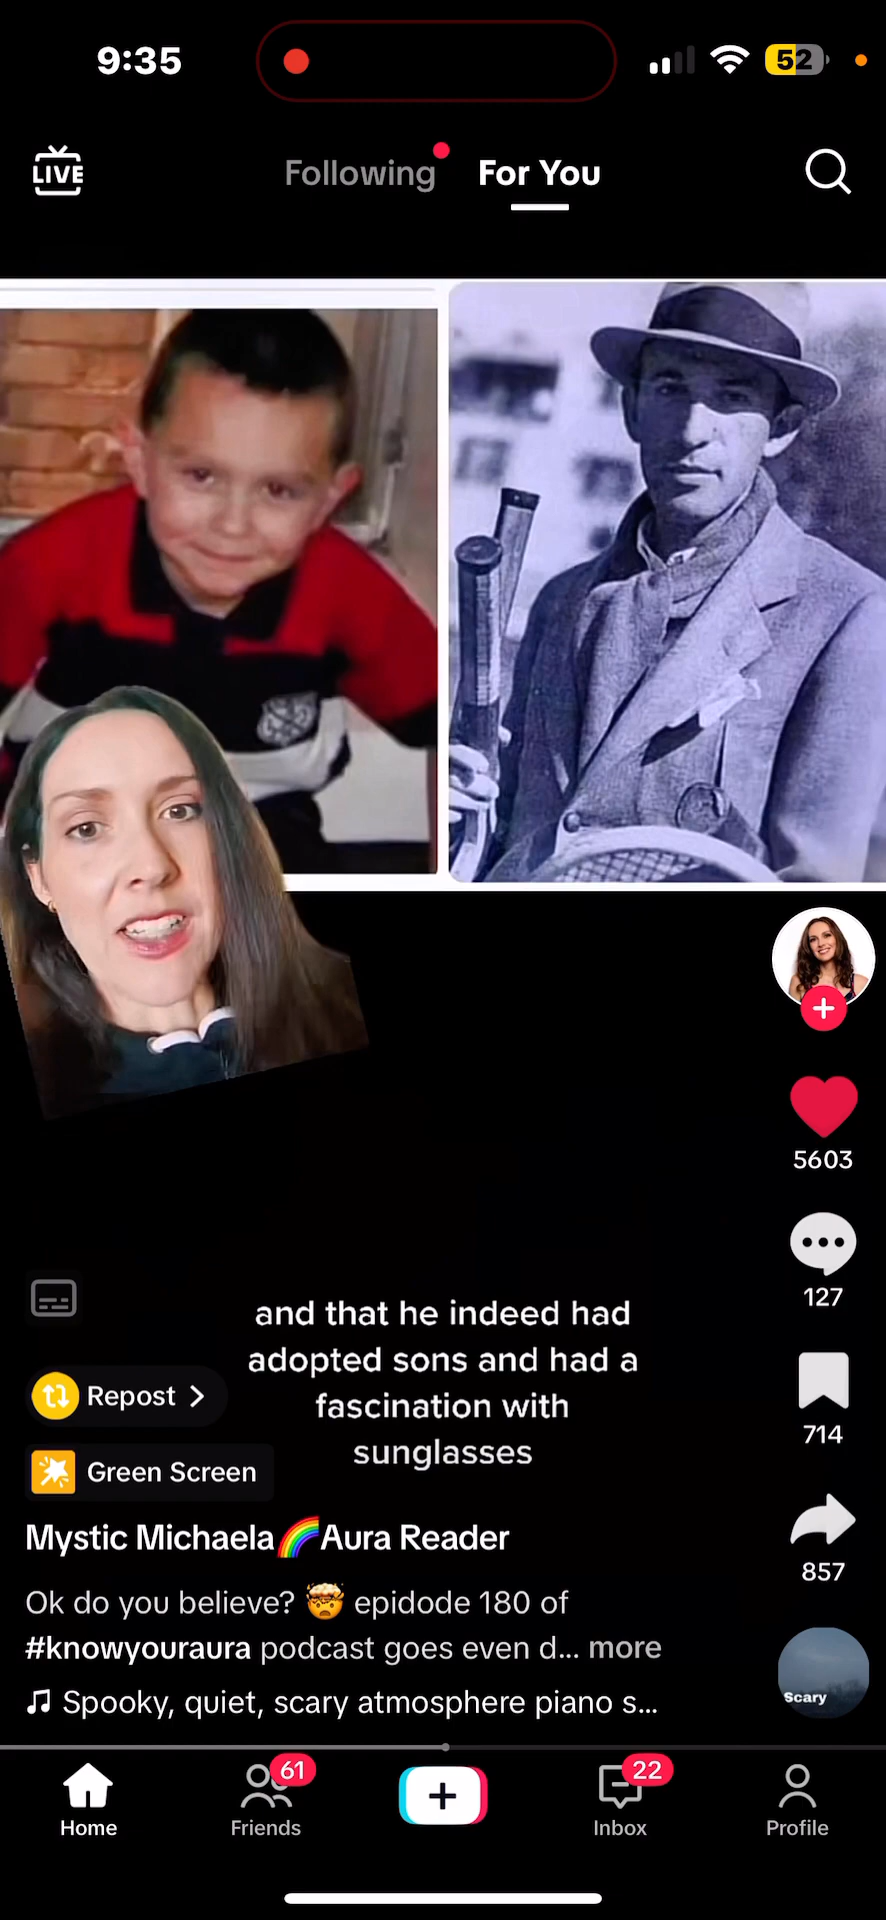 9:35
52
LIVE
Following
For You
5603
127
and that he indeed had
adopted sons and had a
fascination with
sunglasses
714
Repost
Green Screen
857
Mystic Michaela🌈Aura Reader
Ok do you believe? 🤯 epidode 180 of
#knowyouraura podcast goes even d... more
Spooky, quiet, scary atmosphere piano s...
Scary
61
22
Home
Friends
Inbox
Profile